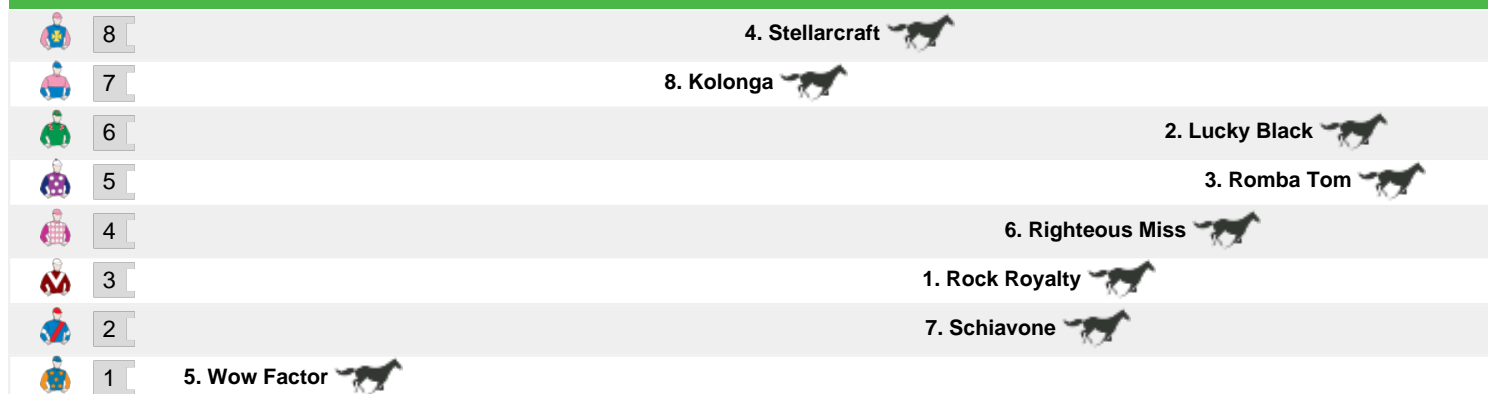 8 4. Stellarcraft
7 8. Kolonga
6 2. Lucky Black
5 3. Romba Tom
4 6. Righteous Miss
3 1. Rock Royalty
2 7. Schiavone
1 5. Wow Factor